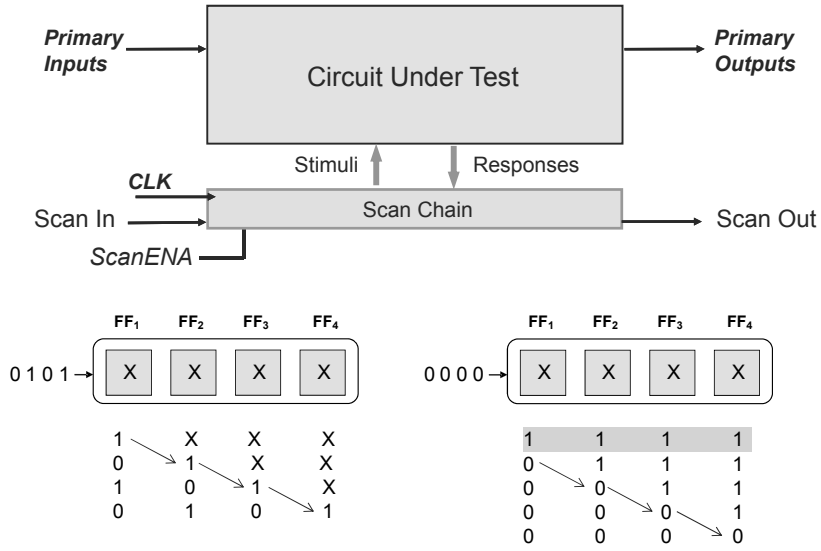 Primary Inputs
Circuit Under Test
Primary Outputs
Stimuli
Responses
CLK
Scan In
Scan Chain
Scan Out
ScanENA
FF₁ FF₂ FF₃ FF₄
0 1 0 1 X X X X
1 X X X
0 1 X X
1 0 1 X
0 1 0 1
FF₁ FF₂ FF₃ FF₄
0 0 0 0 X X X X
1 1 1 1
0 1 1 1
0 0 1 1
0 0 0 1
0 0 0 0